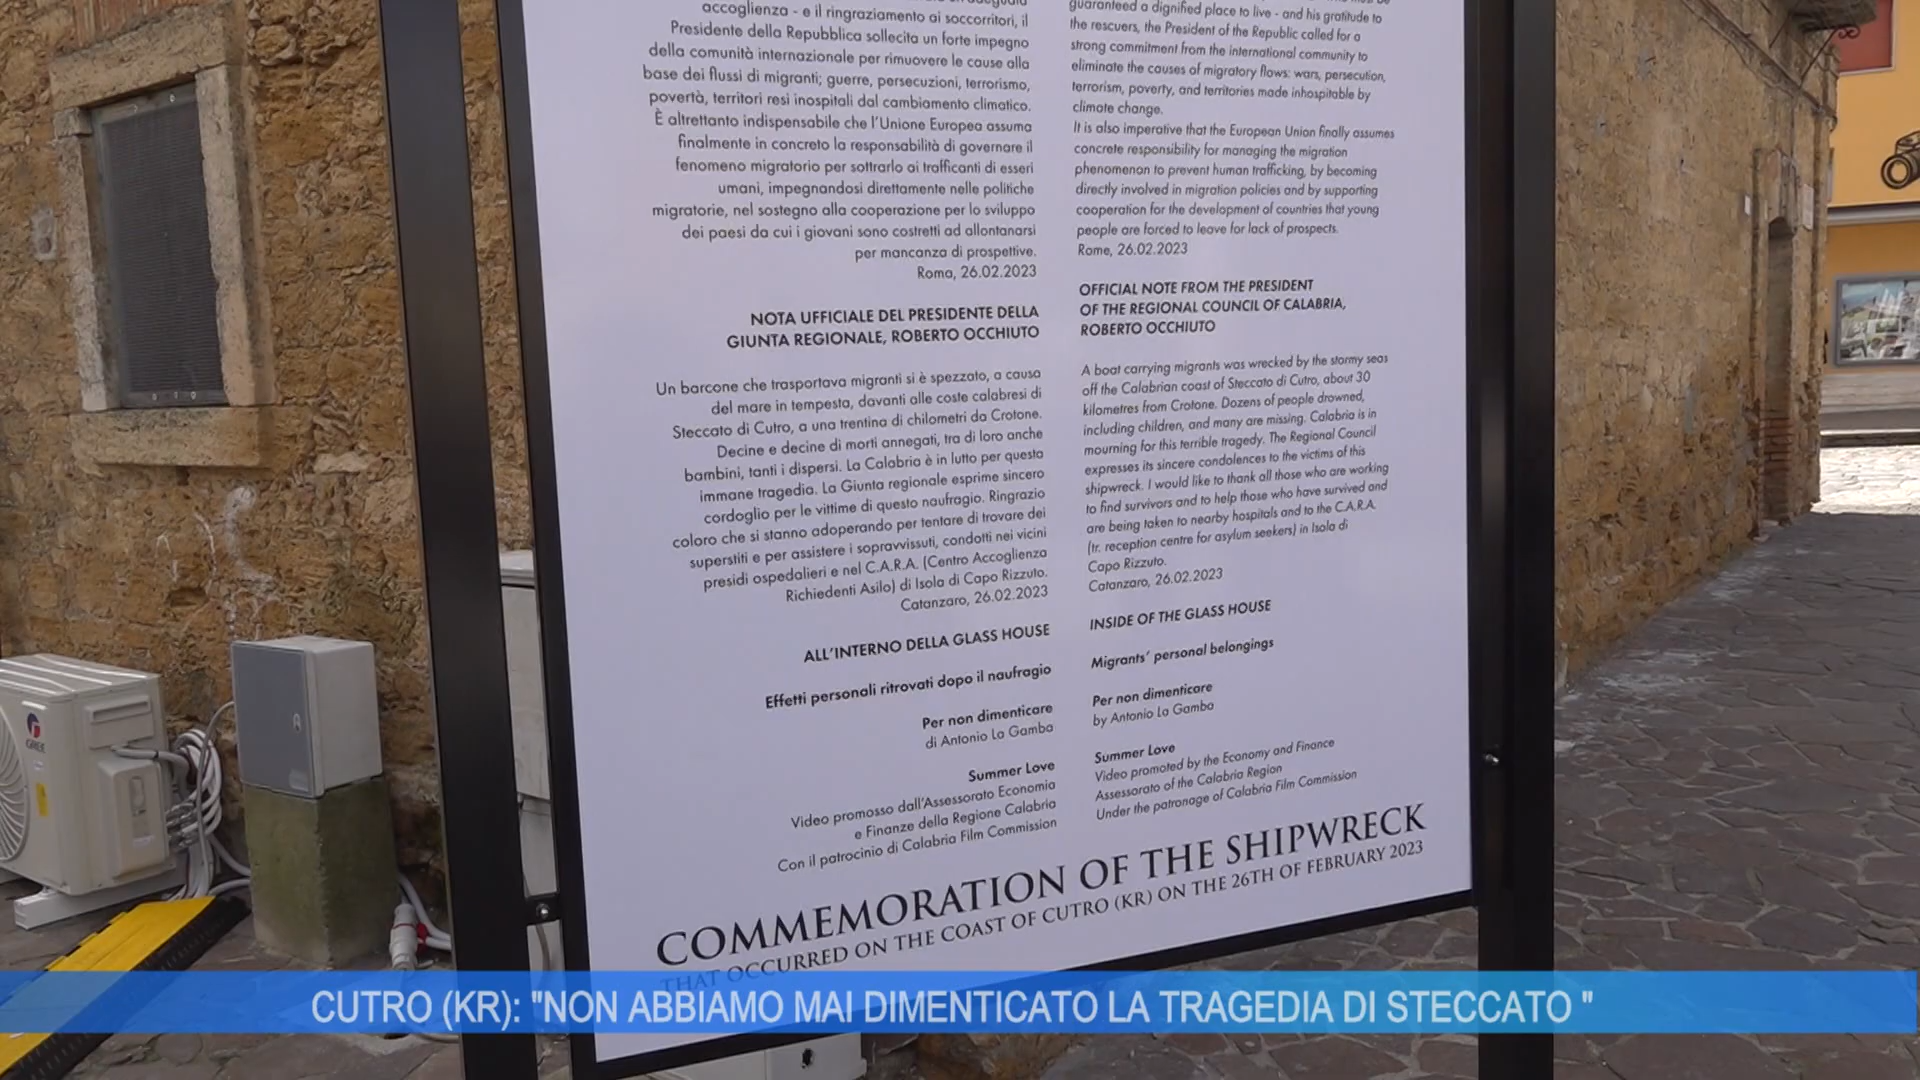 accoglienza - e il ringraziamento ai soccorritori, il
Presidente della Repubblica sollecita un forte impegno
della comunità internazionale per rimuovere le cause alla
base dei flussi di migranti; guerre, persecuzioni, terrorismo,
povertà, territori resi inospitali dal cambiamento climatico.
È altrettanto indispensabile che l'Unione Europea assuma
finalmente in concreto la responsabilità di governare il
fenomeno migratorio per sottrarlo ai trafficanti di esseri
umani, impegnandosi direttamente nelle politiche
migratorie, nel sostegno alla cooperazione per lo sviluppo
dei paesi da cui i giovani sono costretti ad allontanarsi
per mancanza di prospettive.
Roma, 26.02.2023
NOTA UFFICIALE DEL PRESIDENTE DELLA
GIUNTA REGIONALE, ROBERTO OCCHIUTO
Un barcone che trasportava migranti si è spezzato, a causa
del mare in tempesta, davanti alle coste calabresi di
Steccato di Cutro, a una trentina di chilometri da Crotone.
Decine e decine di morti annegati, tra di loro anche
bambini, tanti i dispersi. La Calabria è in lutto per questa
immane tragedia. La Giunta regionale esprime sincero
cordoglio per le vittime di questo naufragio. Ringrazio
coloro che si stanno adoperando per tentare di trovare dei
superstiti e per assistere i sopravvissuti, condotti nei vicini
presidi ospedalieri e nel C.A.R.A. (Centro Accoglienza
Richiedenti Asilo) di Isola di Capo Rizzuto.
Catanzaro, 26.02.2023
ALL'INTERNO DELLA GLASS HOUSE
Effetti personali ritrovati dopo il naufragio
Per non dimenticare
di Antonio La Gamba
Summer Love
Video promosso dall'Assessorato Economia
e Finanze della Regione Calabria
Con il patrocinio di Calabria Film Commission
guaranteed a dignified place to live - and his gratitude to
the rescuers, the President of the Republic called for a
strong commitment from the international community to
eliminate the causes of migratory flows: wars, persecution,
terrorism, poverty, and territories made inhospitable by
climate change.
It is also imperative that the European Union finally assumes
concrete responsibility for managing the migration
phenomenon to prevent human trafficking, by becoming
directly involved in migration policies and by supporting
cooperation for the development of countries that young
people are forced to leave for lack of prospects.
Rome, 26.02.2023
OFFICIAL NOTE FROM THE PRESIDENT
OF THE REGIONAL COUNCIL OF CALABRIA,
ROBERTO OCCHIUTO
A boat carrying migrants was wrecked by the stormy seas
off the Calabrian coast of Steccato di Cutro, about 30
kilometres from Crotone. Dozens of people drowned,
including children, and many are missing. Calabria is in
mourning for this terrible tragedy. The Regional Council
expresses its sincere condolences to the victims of this
shipwreck. I would like to thank all those who are working
to find survivors and to help those who have survived and
are being taken to nearby hospitals and to the C.A.R.A.
(tr. reception centre for asylum seekers) in Isola di
Capo Rizzuto.
Catanzaro, 26.02.2023
INSIDE OF THE GLASS HOUSE
Migrants' personal belongings
Per non dimenticare
by Antonio La Gamba
Summer Love
Video promoted by the Economy and Finance
Assessorato of the Calabria Region
Under the patronage of Calabria Film Commission
COMMEMORATION OF THE SHIPWRECK
THAT OCCURRED ON THE COAST OF CUTRO (KR) ON THE 26TH OF FEBRUARY 2023
GREE
CUTRO (KR): "NON ABBIAMO MAI DIMENTICATO LA TRAGEDIA DI STECCATO "